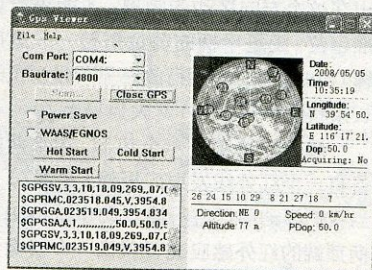 Gps Viewer
File Help
Com Port: COM4:
Baudrate: 4800
Scan... Close GPS
Power Save
WAAS/EGNOS
Hot Start Cold Start
Warm Start
$GPGSV,3,3,10,18,09,269,,07,(
$GPRMC,023518.045,V,3954.8
$GPGGA,023519.049,3954.834
$GPGSA,A,1,,,,,,,,,,,,,50.0,50.0,5
$GPGSV,3,3,10,18,09,269,,07,(
$GPRMC,023519.049,V,3954.8
N
Date:
2008/05/05
Time:
10:35:19
Longitude:
N 39°54'50.
Latitude:
E 116°17'21.
Dop: 50.0
Acquiring: No
26 24 15 10 29 8 21 27 18 7
Direction: NE 0 Speed: 0 km/hr
Altitude 77 m PDop: 50.0